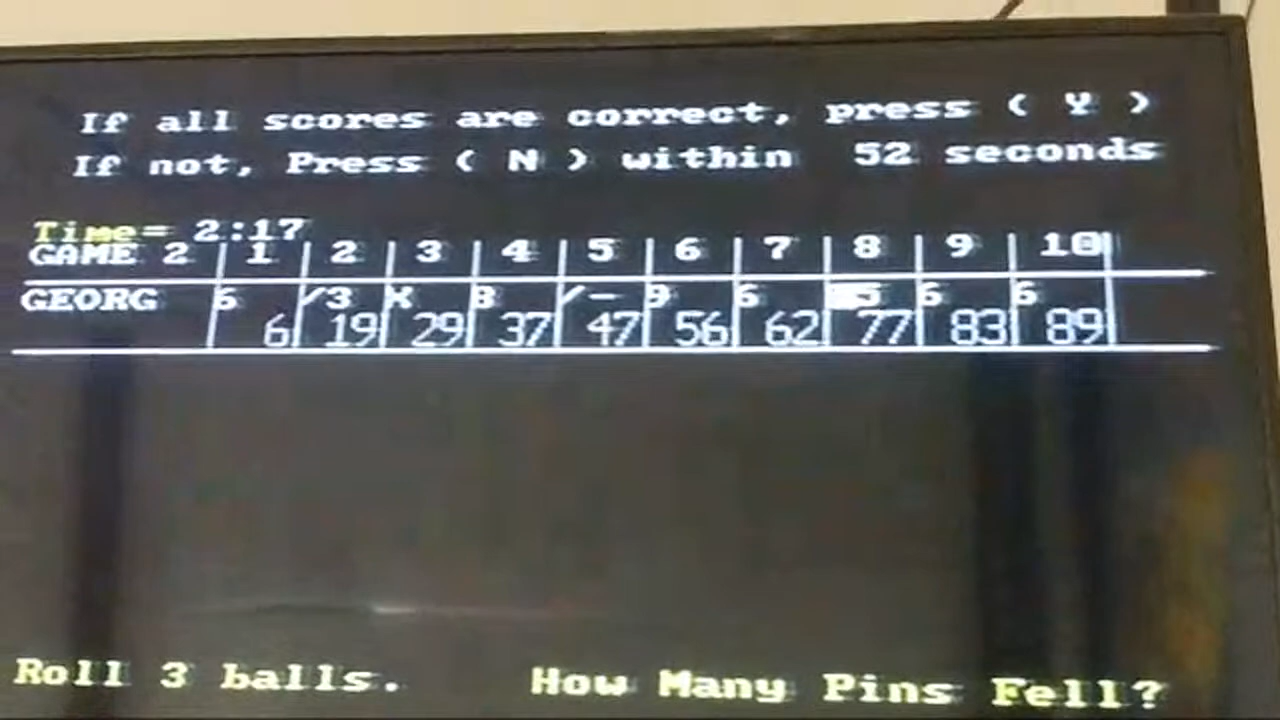 If all scores are correct, press ( Y )
If not, Press ( N ) within 52 seconds
Time= 2:17
GAME 2 | 1 | 2 | 3 | 4 | 5 | 6 | 7 | 8 | 9 | 10|
GEORG 6 /3 X 8 /- 9 6 5 6 6
6 19 29 37 47 56 62 77 83 89
Roll 3 balls. How Many Pins Fell?